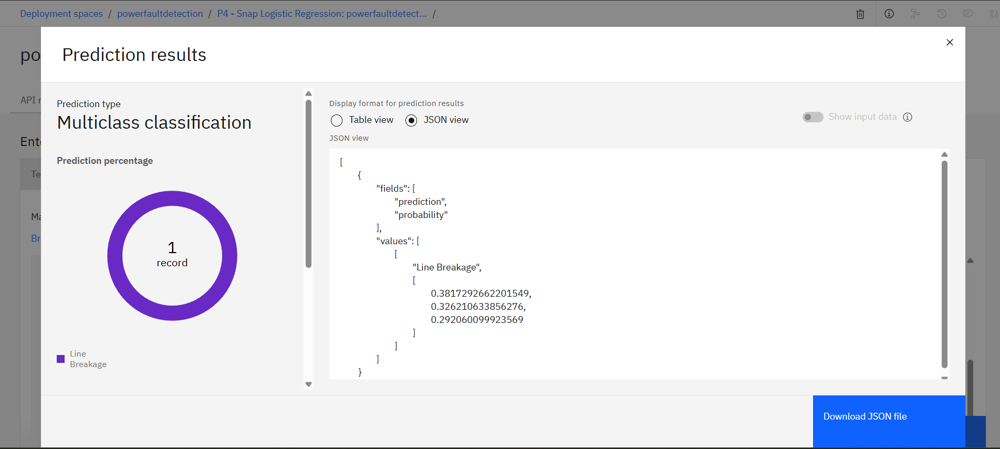 Deployment spaces / powerfaultdetection / P4 - Snap Logistic Regression: powerfaultdetect... /
po
Prediction results
API r
Prediction type
Multiclass classification
Display format for prediction results
Table view
JSON view
Show input data
JSON view
Ente
Prediction percentage
Te
Ma
Br
1
record
Line
Breakage
[
{
"fields": [
"prediction",
"probability"
],
"values": [
[
"Line Breakage",
[
0.3817292662201549,
0.326210633856276,
0.292060099923569
]
]
]
}
Download JSON file